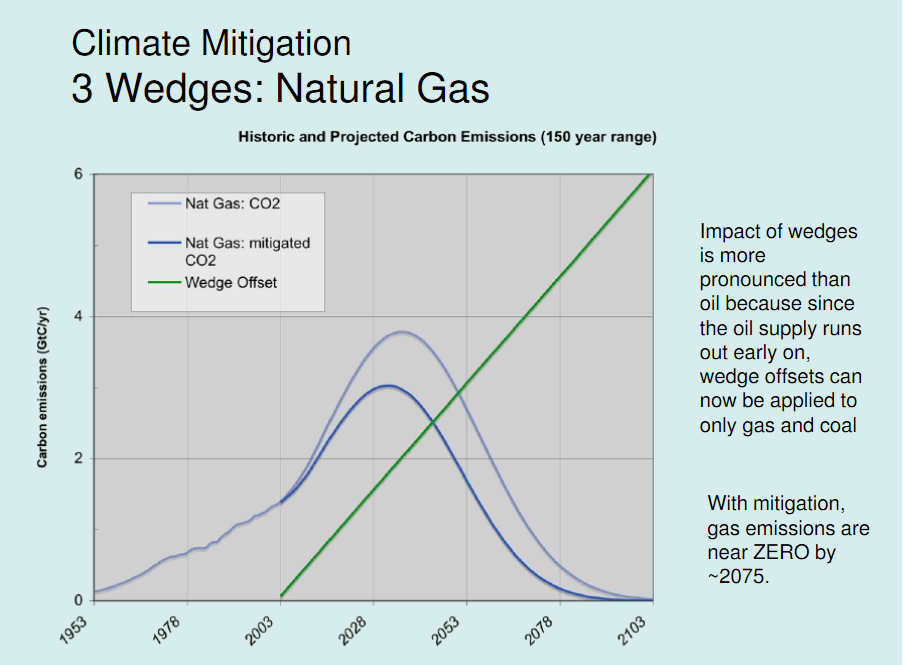 Climate Mitigation
3 Wedges: Natural Gas
Historic and Projected Carbon Emissions (150 year range)
6
4
2
0
Carbon emissions (GtC/yr)
Nat Gas: CO2
Nat Gas: mitigated
CO2
Wedge Offset
1953
1978
2003
2028
2053
2078
2103
Impact of wedges
is more
pronounced than
oil because since
the oil supply runs
out early on,
wedge offsets can
now be applied to
only gas and coal
With mitigation,
gas emissions are
near ZERO by
~2075.